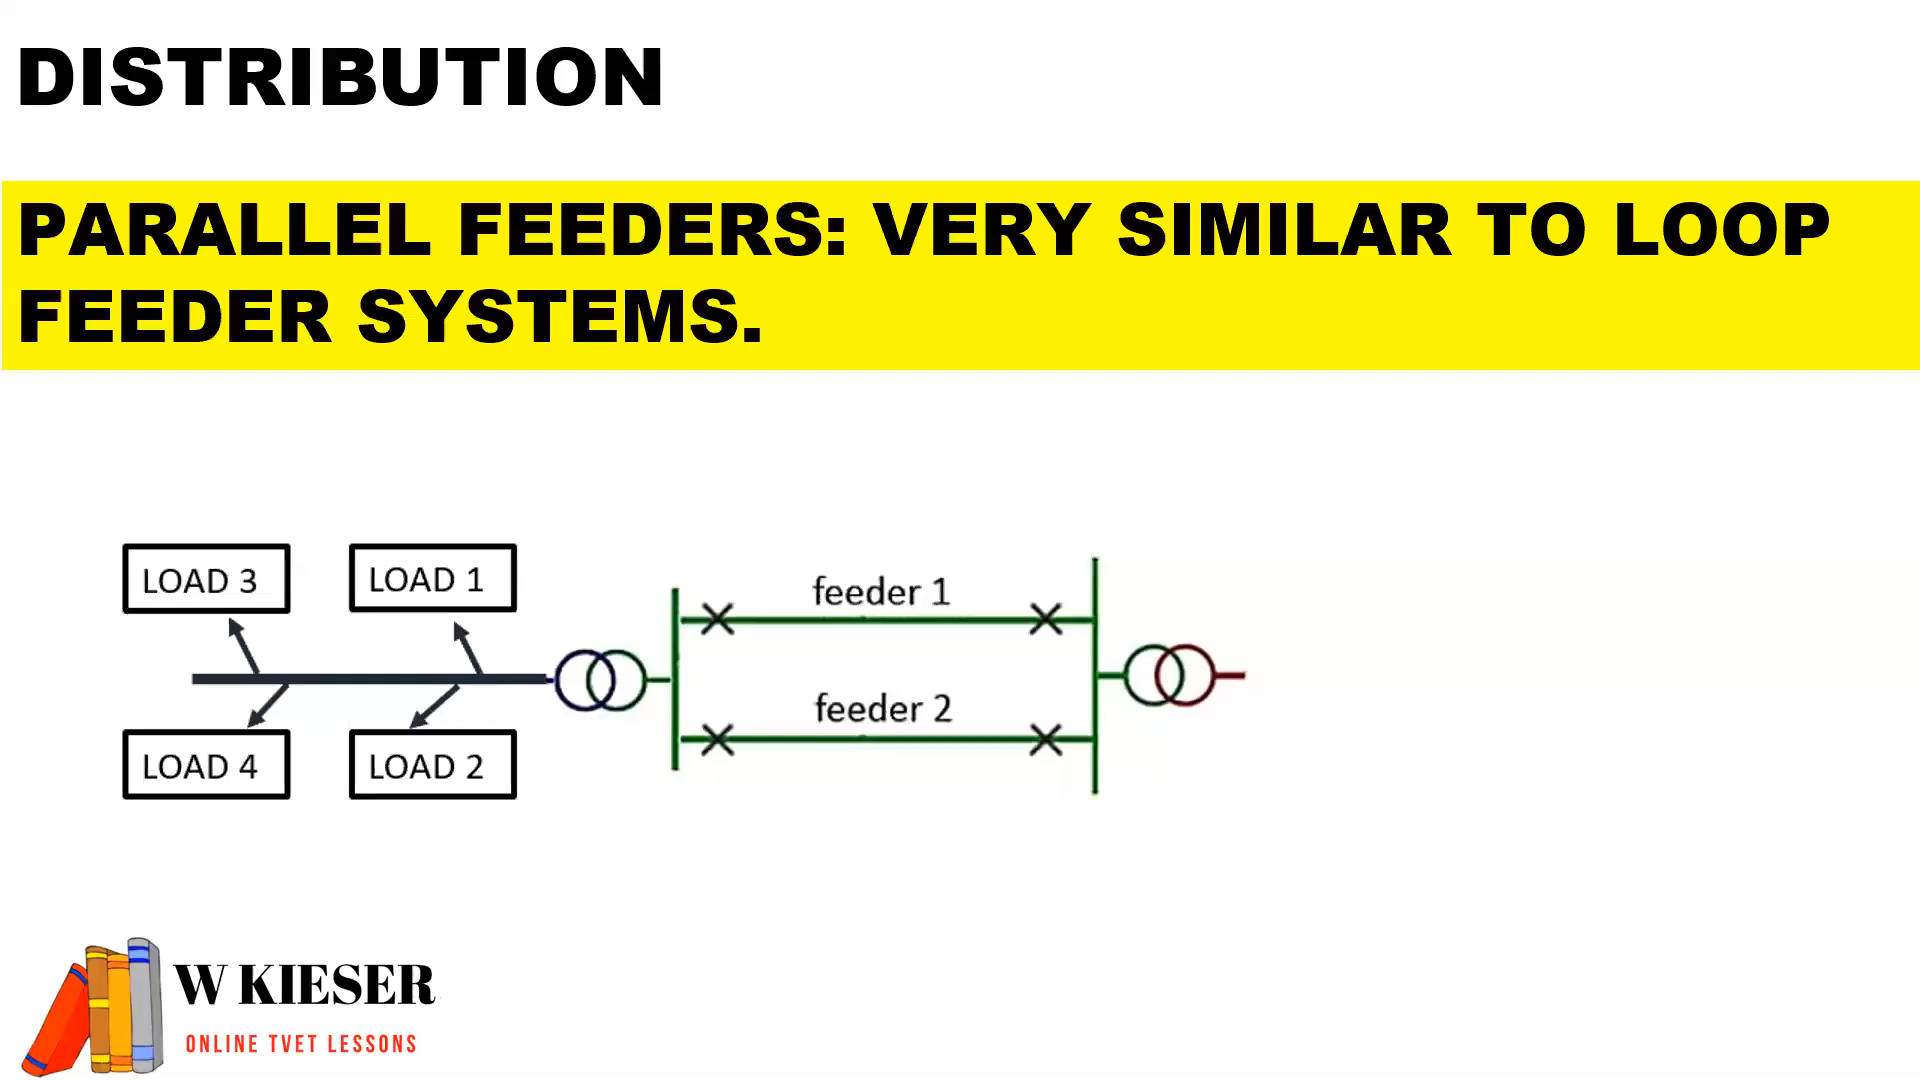 DISTRIBUTION
PARALLEL FEEDERS: VERY SIMILAR TO LOOP
FEEDER SYSTEMS.
LOAD 3
LOAD 1
feeder 1
feeder 2
LOAD 4
LOAD 2
W KIESER
ONLINE TVET LESSONS